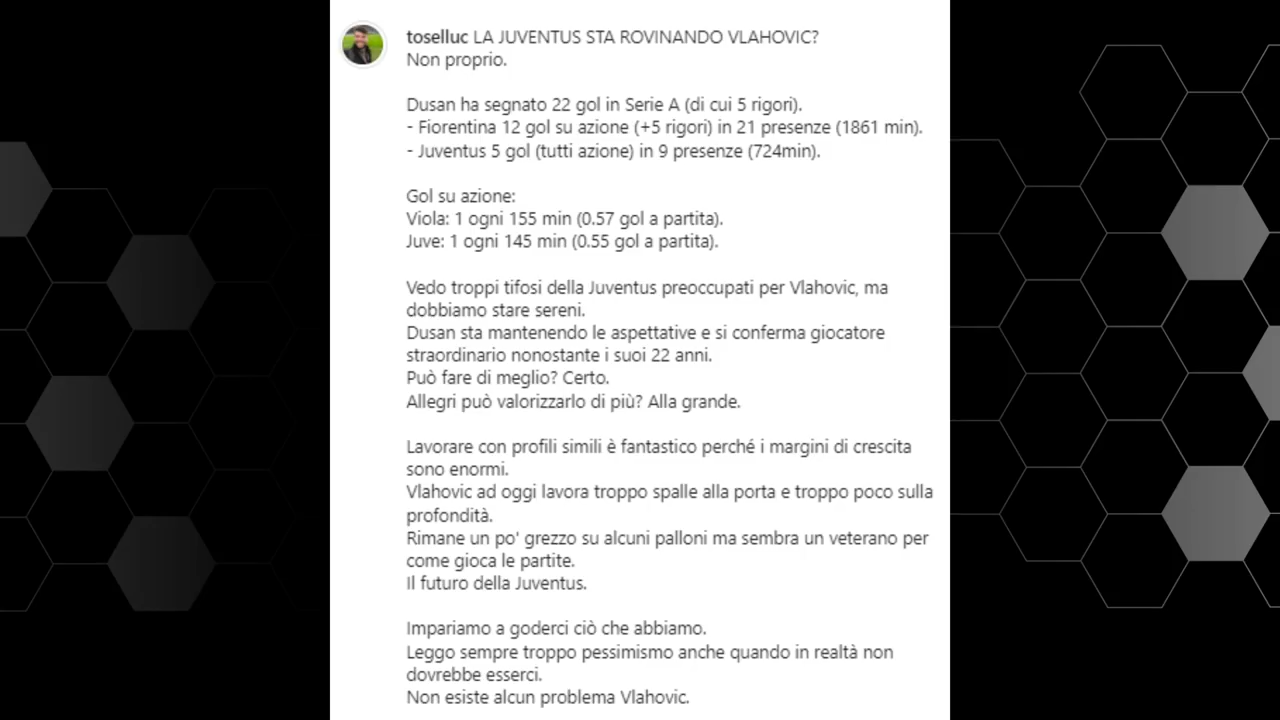 toselluc LA JUVENTUS STA ROVINANDO VLAHOVIC?
Non proprio.
Dusan ha segnato 22 gol in Serie A (di cui 5 rigori).
- Fiorentina 12 gol su azione (+5 rigori) in 21 presenze (1861 min).
- Juventus 5 gol (tutti azione) in 9 presenze (724min).
Gol su azione:
Viola: 1 ogni 155 min (0.57 gol a partita).
Juve: 1 ogni 145 min (0.55 gol a partita).
Vedo troppi tifosi della Juventus preoccupati per Vlahovic, ma
dobbiamo stare sereni.
Dusan sta mantenendo le aspettative e si conferma giocatore
straordinario nonostante i suoi 22 anni.
Può fare di meglio? Certo.
Allegri può valorizzarlo di più? Alla grande.
Lavorare con profili simili è fantastico perché i margini di crescita
sono enormi.
Vlahovic ad oggi lavora troppo spalle alla porta e troppo poco sulla
profondità.
Rimane un po' grezzo su alcuni palloni ma sembra un veterano per
come gioca le partite.
Il futuro della Juventus.
Impariamo a goderci ciò che abbiamo.
Leggo sempre troppo pessimismo anche quando in realtà non
dovrebbe esserci.
Non esiste alcun problema Vlahovic.